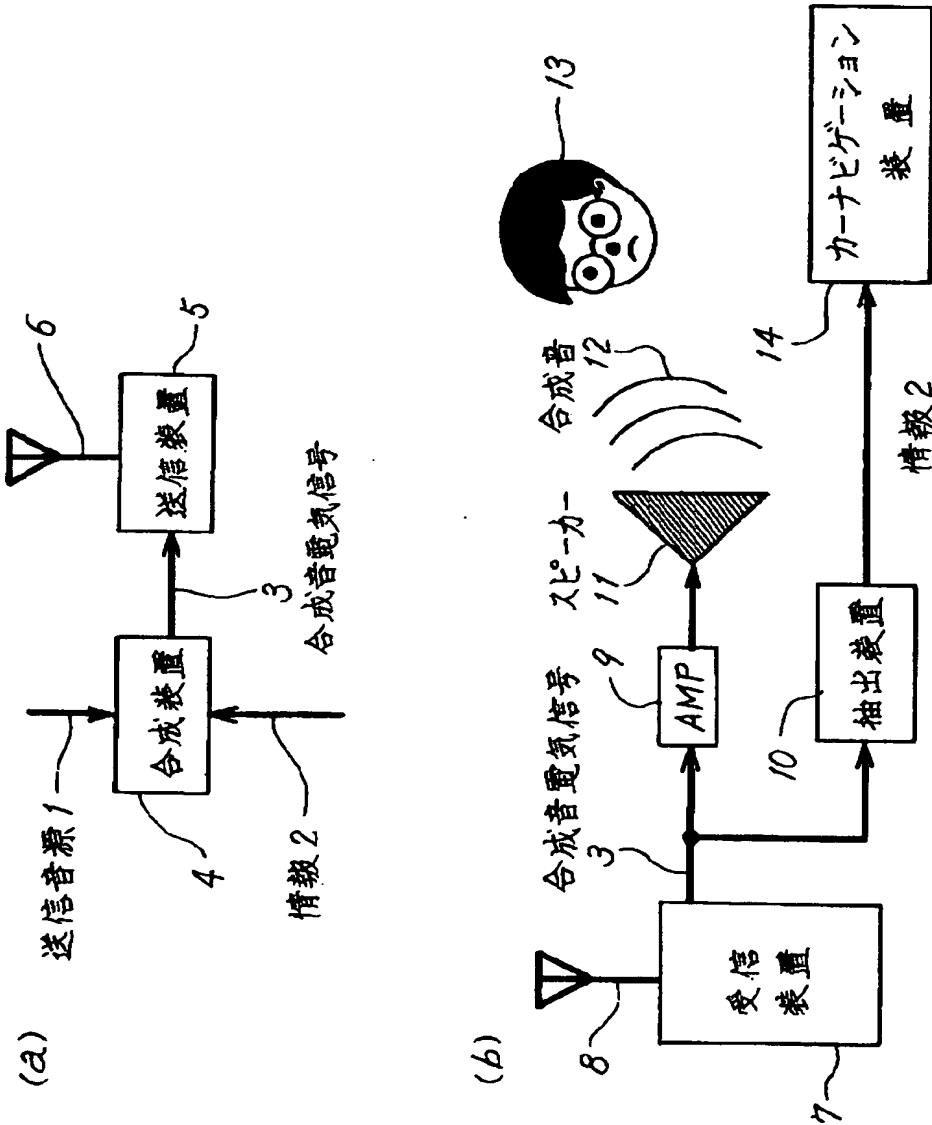 (a)
送信音源1
4
合成装置
情報2
3
合成音電気信号
送信装置
5
6
(b)
8
受信
装置
7
合成音電気信号
3
9
AMP
10
抽出装置
スピーカー
11
合成音
12
13
情報2
14
カーナビゲーション
装置